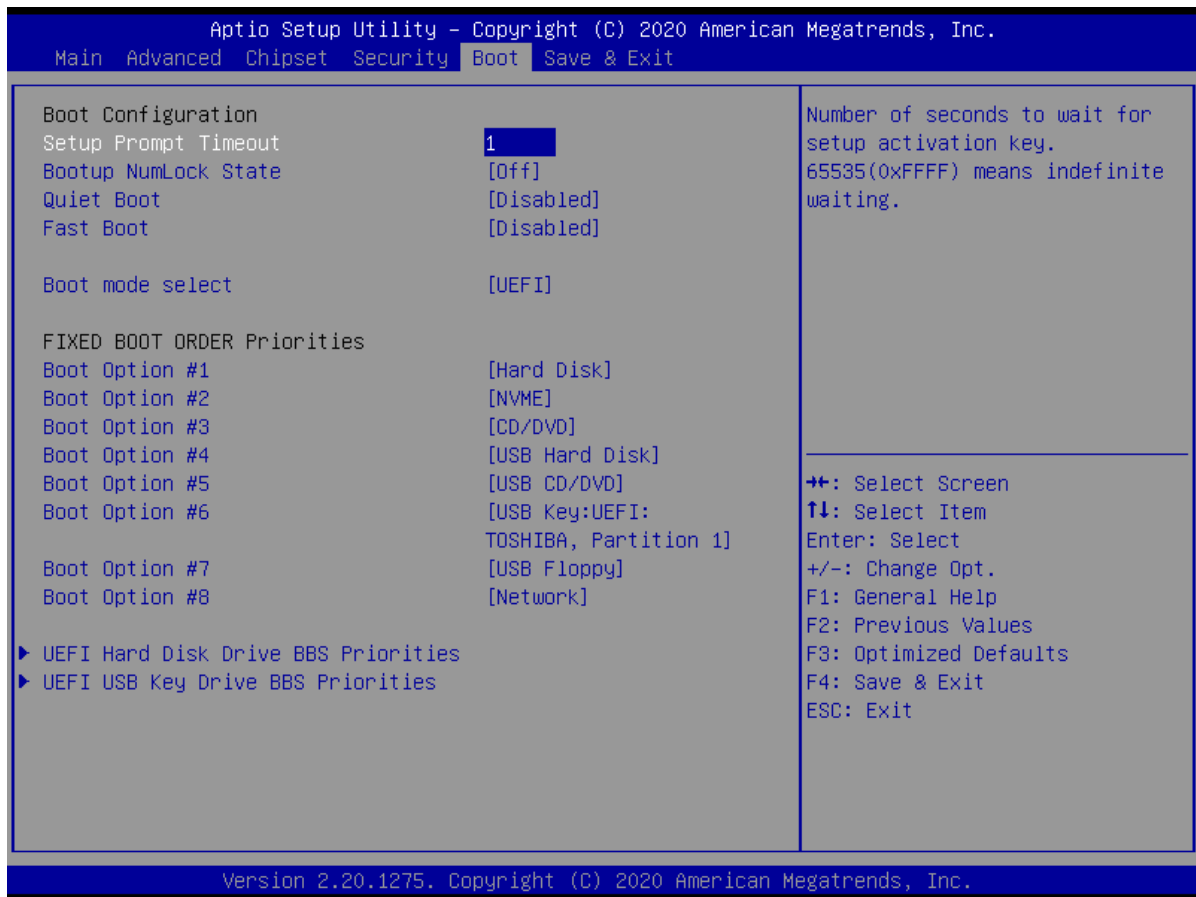 Aptio Setup Utility – Copyright (C) 2020 American Megatrends, Inc.
Main Advanced Chipset Security Boot Save & Exit
Boot Configuration
Setup Prompt Timeout 1
Bootup NumLock State [Off]
Quiet Boot [Disabled]
Fast Boot [Disabled]
Boot mode select [UEFI]
FIXED BOOT ORDER Priorities
Boot Option #1 [Hard Disk]
Boot Option #2 [NVME]
Boot Option #3 [CD/DVD]
Boot Option #4 [USB Hard Disk]
Boot Option #5 [USB CD/DVD]
Boot Option #6 [USB Key:UEFI:
TOSHIBA, Partition 1]
Boot Option #7 [USB Floppy]
Boot Option #8 [Network]
▶ UEFI Hard Disk Drive BBS Priorities
▶ UEFI USB Key Drive BBS Priorities
Number of seconds to wait for
setup activation key.
65535(0xFFFF) means indefinite
waiting.
→←: Select Screen
↑↓: Select Item
Enter: Select
+/-: Change Opt.
F1: General Help
F2: Previous Values
F3: Optimized Defaults
F4: Save & Exit
ESC: Exit
Version 2.20.1275. Copyright (C) 2020 American Megatrends, Inc.